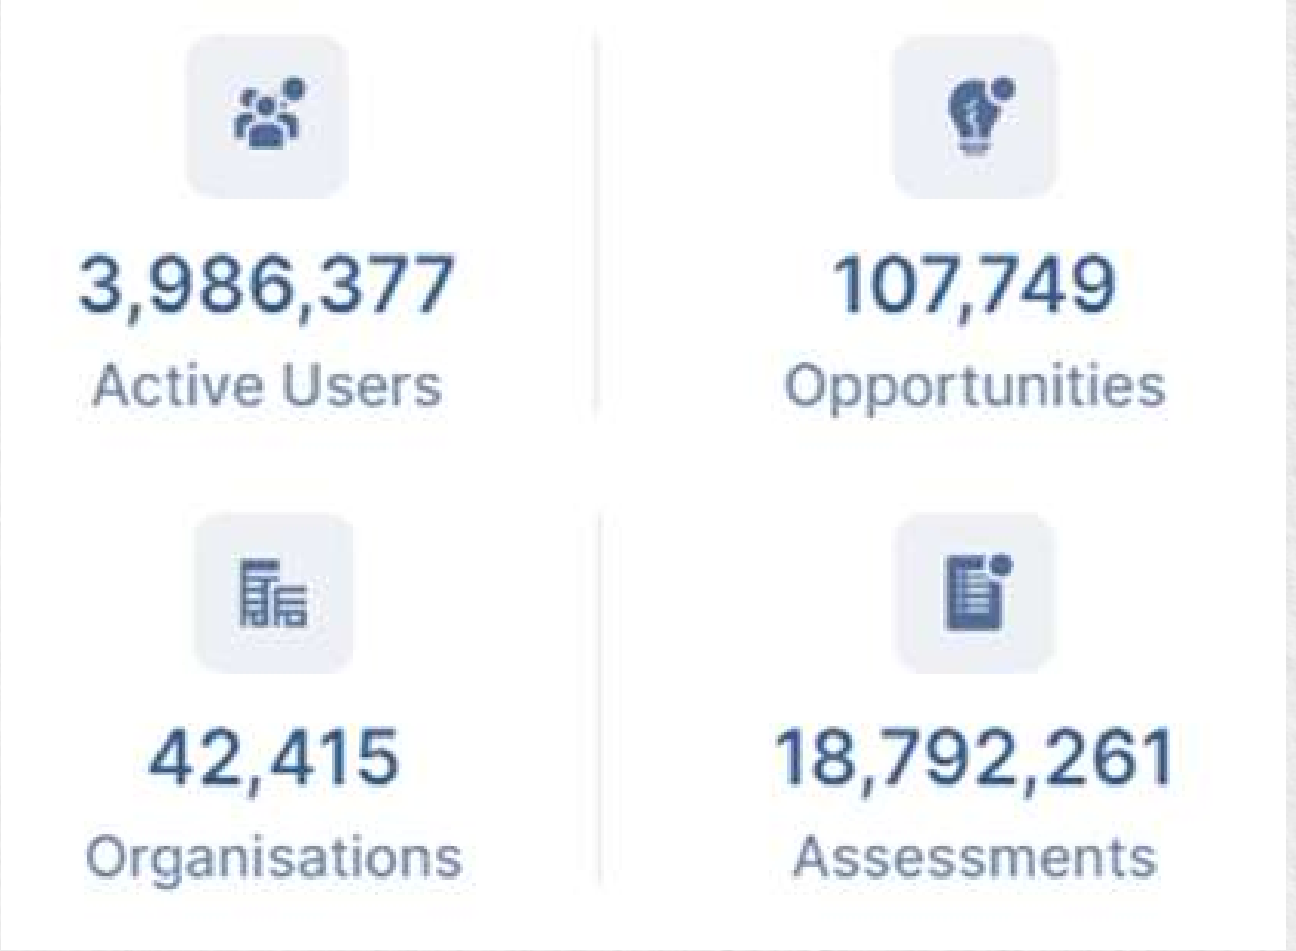 3,986,377
Active Users
107,749
Opportunities
42,415
Organisations
18,792,261
Assessments